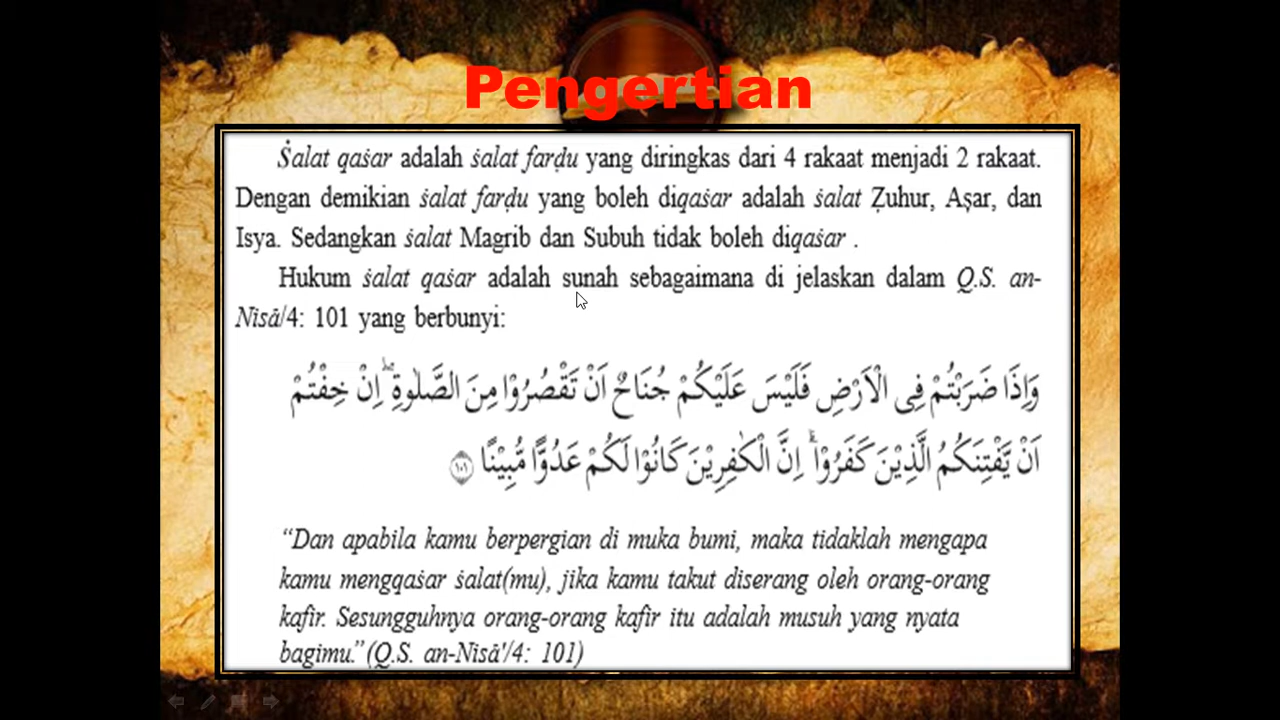 Pengertian
Ṡalat qaṡar adalah ṡalat farḍu yang diringkas dari 4 rakaat menjadi 2 rakaat.
Dengan demikian ṡalat farḍu yang boleh diqaṡar adalah ṡalat Ẓuhur, Aṣar, dan
Isya. Sedangkan ṡalat Magrib dan Subuh tidak boleh diqaṡar .
Hukum ṡalat qaṡar adalah sunah sebagaimana di jelaskan dalam Q.S. an-
Nisā/4: 101 yang berbunyi:
وَاِذَا ضَرَبْتُمْ فِى الْاَرْضِ فَلَيْسَ عَلَيْكُمْ جُنَاحٌ اَنْ تَقْصُرُوْا مِنَ الصَّلٰوةِ ۖ اِنْ خِفْتُمْ
اَنْ يَّفْتِنَكُمُ الَّذِيْنَ كَفَرُوْاۗ اِنَّ الْكٰفِرِيْنَ كَانُوْا لَكُمْ عَدُوًّا مُّبِيْنًا ١٠١
“Dan apabila kamu berpergian di muka bumi, maka tidaklah mengapa
kamu mengqaṡar ṡalat(mu), jika kamu takut diserang oleh orang-orang
kafir. Sesungguhnya orang-orang kafir itu adalah musuh yang nyata
bagimu.” (Q.S. an-Nisā'/4: 101)